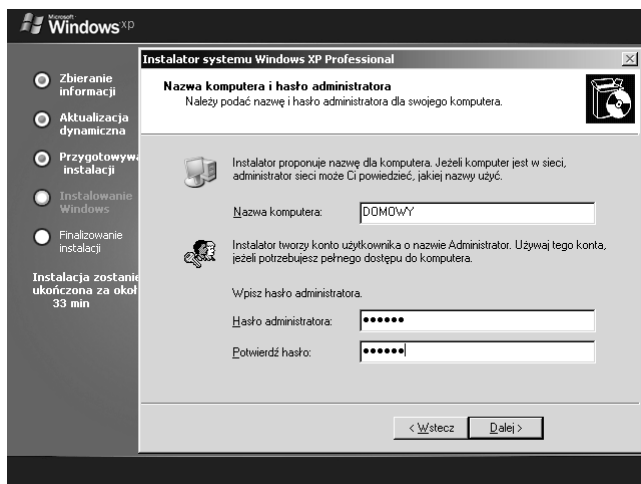 Microsoft
Windows xp
Instalator systemu Windows XP Professional
Nazwa komputera i hasło administratora
Należy podać nazwę i hasło administratora dla swojego komputera.
Zbieranie
informacji
Aktualizacja
dynamiczna
Przygotowywa
instalacji
Instalowanie
Windows
Finalizowanie
instalacji
Instalacja zostanie
ukończona za okoł
33 min
Instalator proponuje nazwę dla komputera. Jeżeli komputer jest w sieci,
administrator sieci może Ci powiedzieć, jakiej nazwy użyć.
Nazwa komputera: DOMOWY
Instalator tworzy konto użytkownika o nazwie Administrator. Używaj tego konta,
jeżeli potrzebujesz pełnego dostępu do komputera.
Wpisz hasło administratora.
Hasło administratora: ●●●●●●
Potwierdź hasło: ●●●●●●
< Wstecz Dalej >